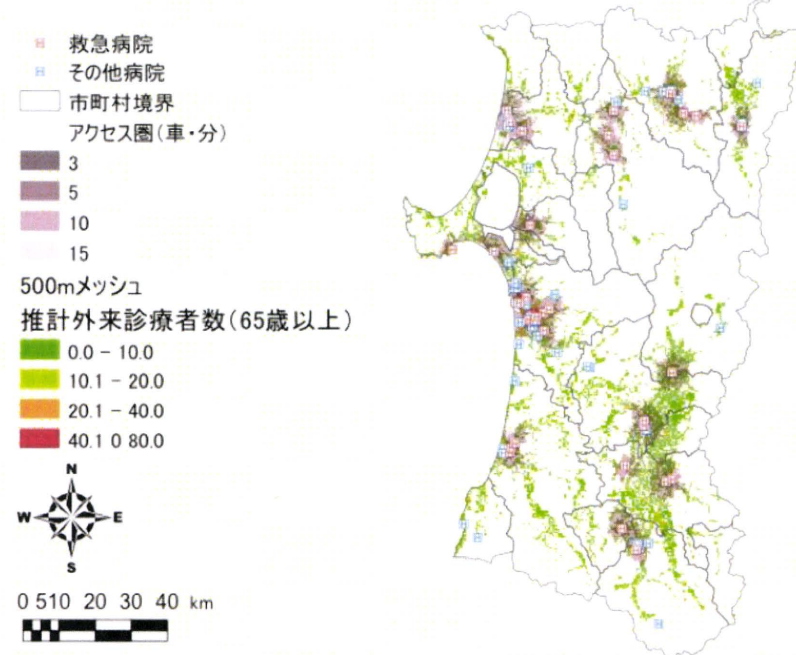 救急病院
その他病院
市町村境界
アクセス圏(車・分)
3
5
10
15
500mメッシュ
推計外来診療者数(65歳以上)
0.0 - 10.0
10.1 - 20.0
20.1 - 40.0
40.1 0 80.0
N
W E
S
0 510 20 30 40 km